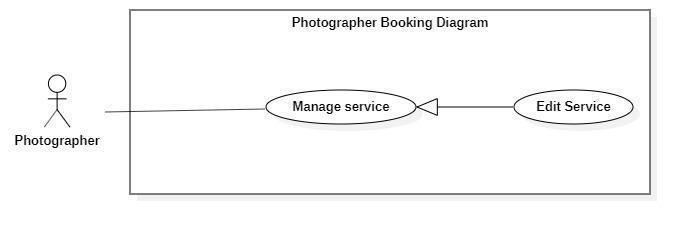 Photographer Booking Diagram
Manage service
Edit Service
Photographer